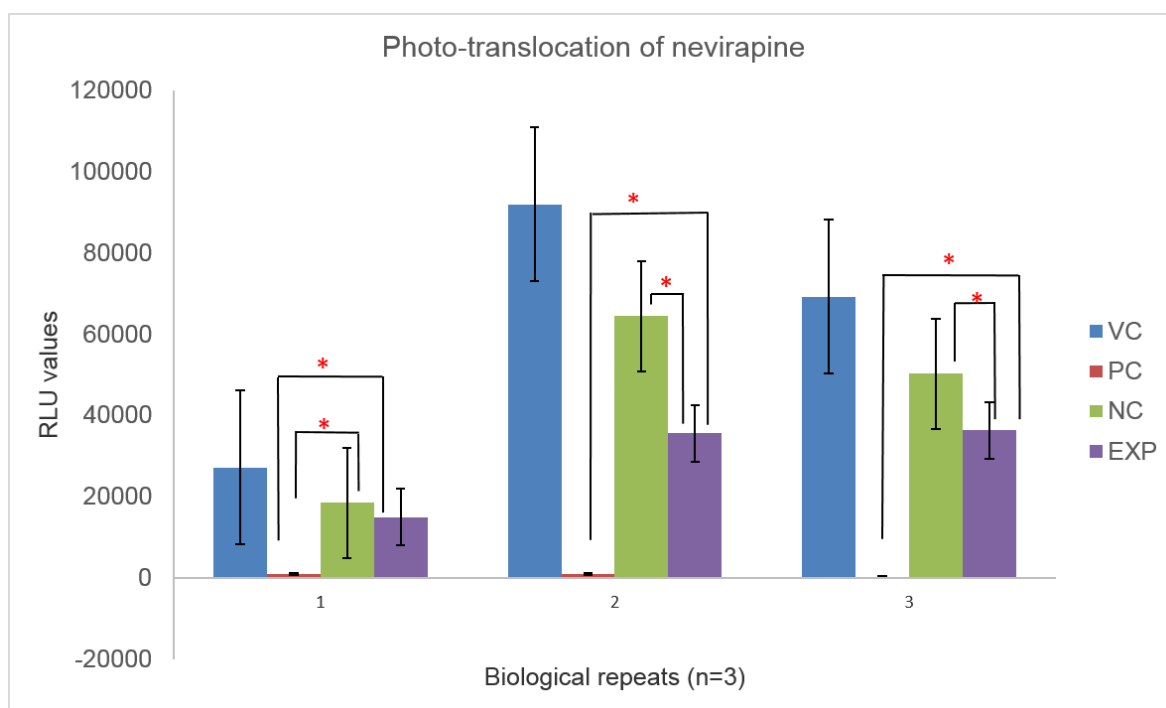 Photo-translocation of nevirapine
120000
100000
80000
60000
40000
20000
0
-20000
RLU values
*
*
*
*
*
*
1 2 3
Biological repeats (n=3)
VC
PC
NC
EXP